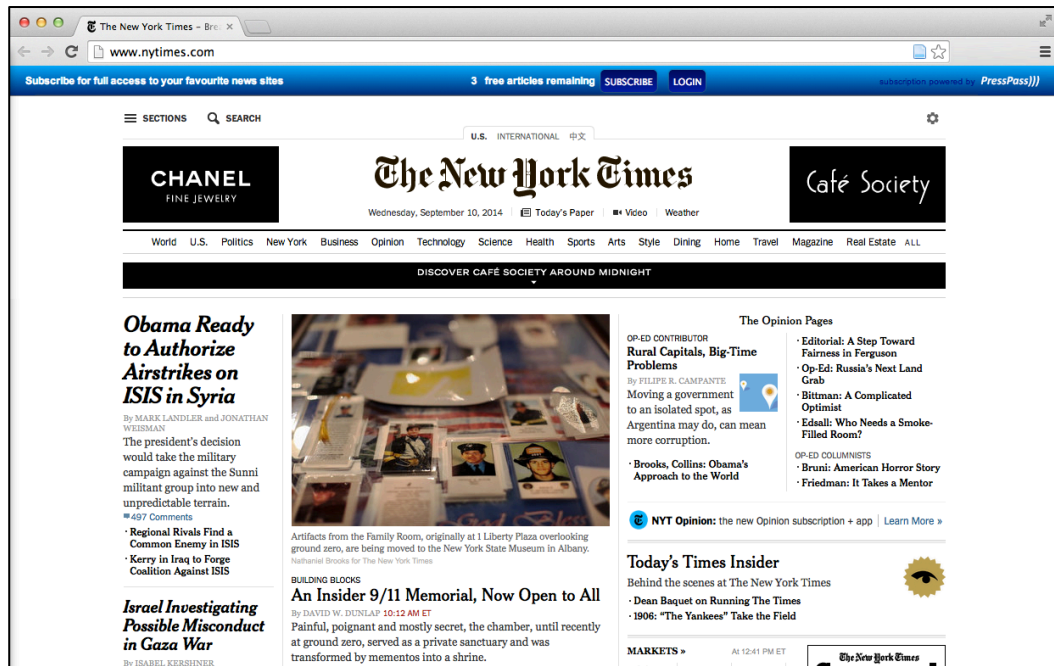 The New York Times – Bre
www.nytimes.com
Subscribe for full access to your favourite news sites
3 free articles remaining SUBSCRIBE LOGIN
subscription powered by PressPass)))
SECTIONS SEARCH
U.S. INTERNATIONAL 中文
CHANEL
FINE JEWELRY
The New York Times
Café Society
Wednesday, September 10, 2014 Today's Paper Video Weather
World U.S. Politics New York Business Opinion Technology Science Health Sports Arts Style Dining Home Travel Magazine Real Estate ALL
DISCOVER CAFÉ SOCIETY AROUND MIDNIGHT
Obama Ready
to Authorize
Airstrikes on
ISIS in Syria
By MARK LANDLER and JONATHAN
WEISMAN
The president's decision
would take the military
campaign against the Sunni
militant group into new and
unpredictable terrain.
497 Comments
· Regional Rivals Find a
Common Enemy in ISIS
· Kerry in Iraq to Forge
Coalition Against ISIS
Israel Investigating
Possible Misconduct
in Gaza War
By ISABEL KERSHNER
God Bless
Artifacts from the Family Room, originally at 1 Liberty Plaza overlooking
ground zero, are being moved to the New York State Museum in Albany.
Nathaniel Brooks for The New York Times
BUILDING BLOCKS
An Insider 9/11 Memorial, Now Open to All
By DAVID W. DUNLAP 10:12 AM ET
Painful, poignant and mostly secret, the chamber, until recently
at ground zero, served as a private sanctuary and was
transformed by mementos into a shrine.
The Opinion Pages
OP-ED CONTRIBUTOR
Rural Capitals, Big-Time
Problems
By FILIPE R. CAMPANTE
Moving a government
to an isolated spot, as
Argentina may do, can mean
more corruption.
· Brooks, Collins: Obama's
Approach to the World
· Editorial: A Step Toward
Fairness in Ferguson
· Op-Ed: Russia's Next Land
Grab
· Bittman: A Complicated
Optimist
· Edsall: Who Needs a Smoke-
Filled Room?
OP-ED COLUMNISTS
· Bruni: American Horror Story
· Friedman: It Takes a Mentor
NYT Opinion: the new Opinion subscription + app | Learn More »
Today's Times Insider
Behind the scenes at The New York Times
· Dean Baquet on Running The Times
· 1906: "The Yankees" Take the Field
MARKETS » At 12:41 PM ET
The New York Times